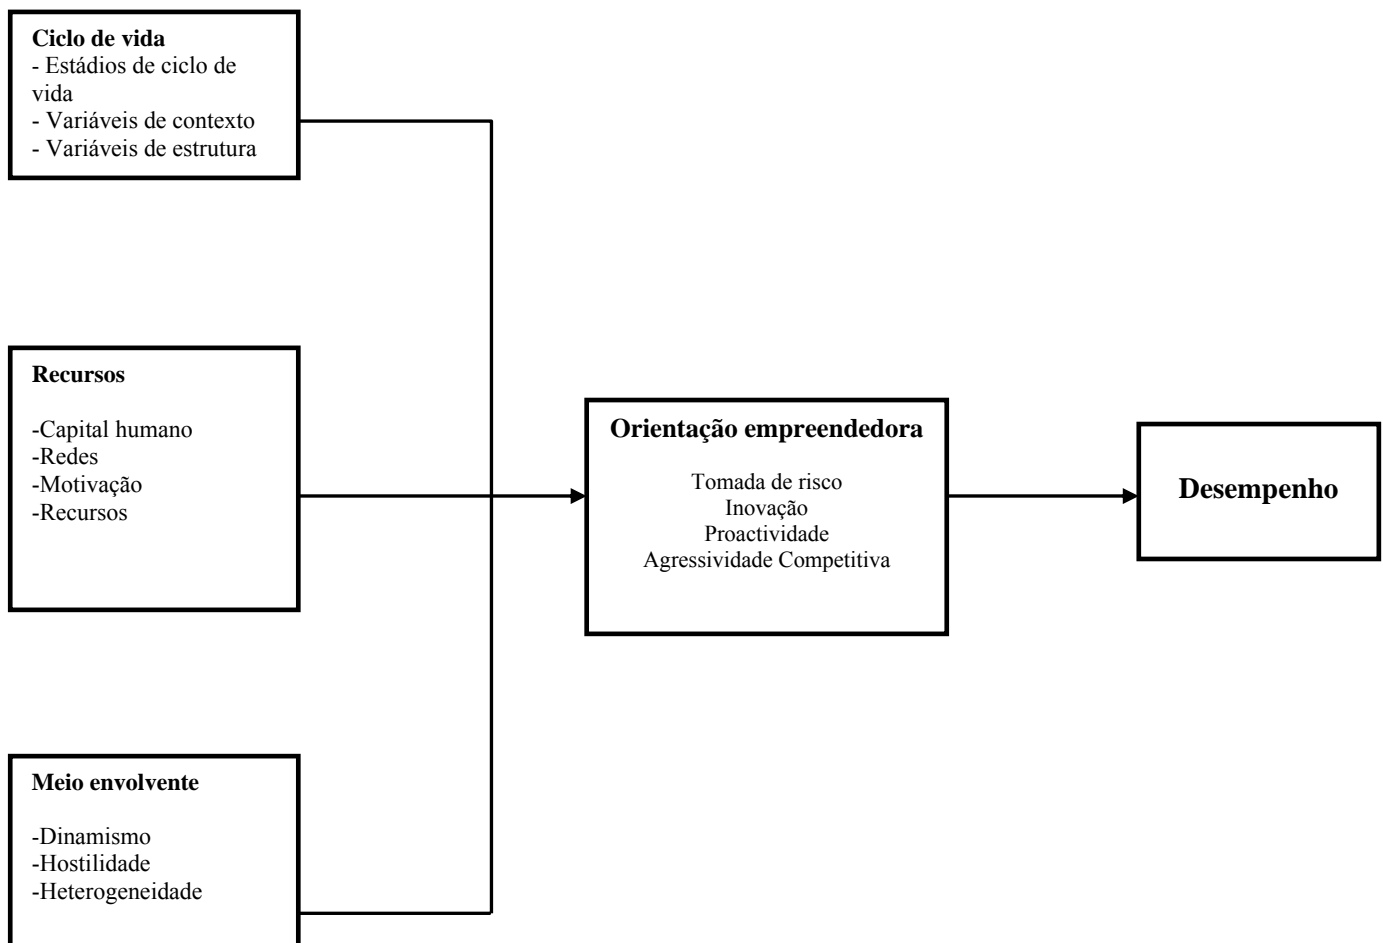 Ciclo de vida
- Estádios de ciclo de
vida
- Variáveis de contexto
- Variáveis de estrutura
Recursos
-Capital humano
-Redes
-Motivação
-Recursos
Orientação empreendedora
Tomada de risco
Inovação
Proactividade
Agressividade Competitiva
Desempenho
Meio envolvente
-Dinamismo
-Hostilidade
-Heterogeneidade